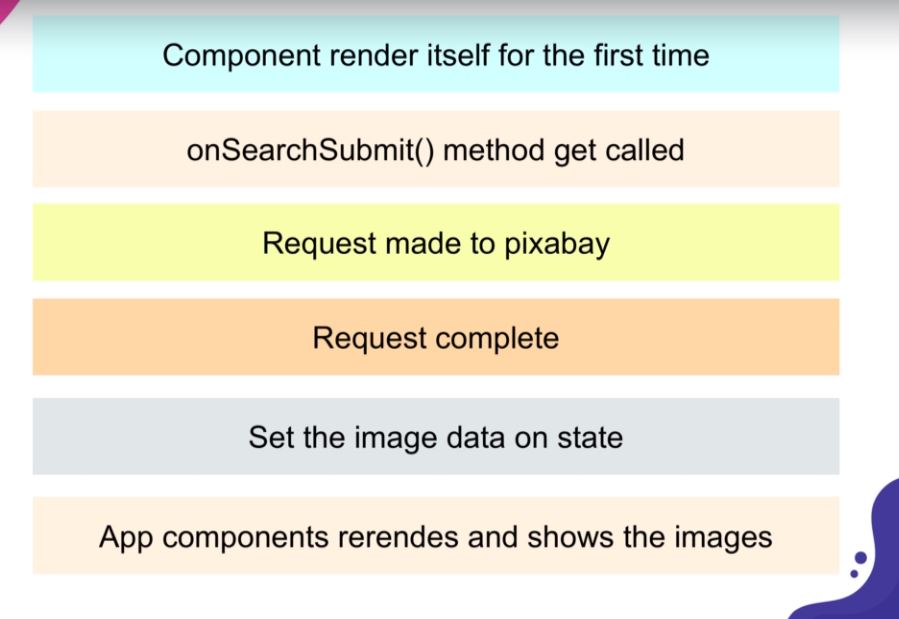 Component render itself for the first time
onSearchSubmit() method get called
Request made to pixabay
Request complete
Set the image data on state
App components rerendes and shows the images